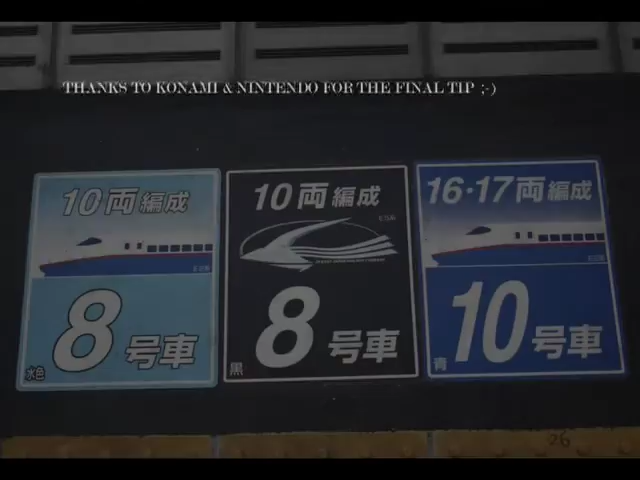 THANKS TO KONAMI & NINTENDO FOR THE FINAL TIP ;-)
10両編成
8号車
水色
10両編成
8号車
黒
16・17両編成
10号車
青
26